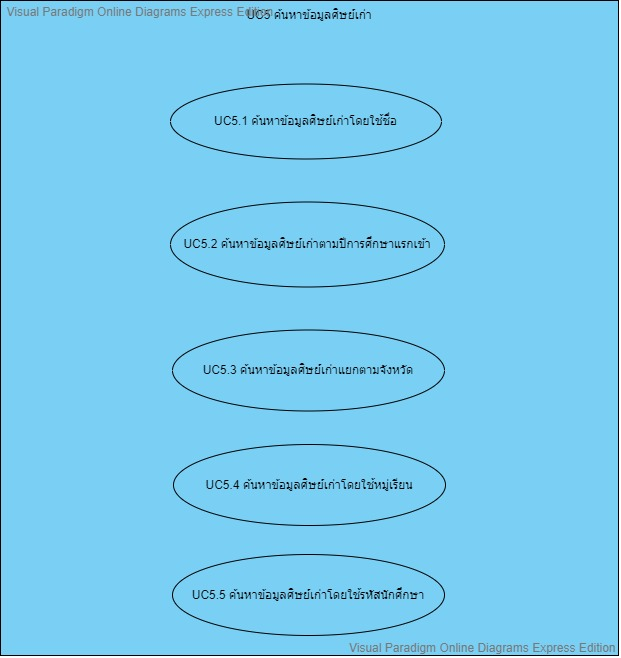 Visual Paradigm Online Diagrams Express Edition
UC5 ค้นหาข้อมูลศิษย์เก่า
UC5.1 ค้นหาข้อมูลศิษย์เก่าโดยใช้ชื่อ
UC5.2 ค้นหาข้อมูลศิษย์เก่าตามปีการศึกษาแรกเข้า
UC5.3 ค้นหาข้อมูลศิษย์เก่าแยกตามจังหวัด
UC5.4 ค้นหาข้อมูลศิษย์เก่าโดยใช้หมู่เรียน
UC5.5 ค้นหาข้อมูลศิษย์เก่าโดยใช้รหัสนักศึกษา
Visual Paradigm Online Diagrams Express Edition